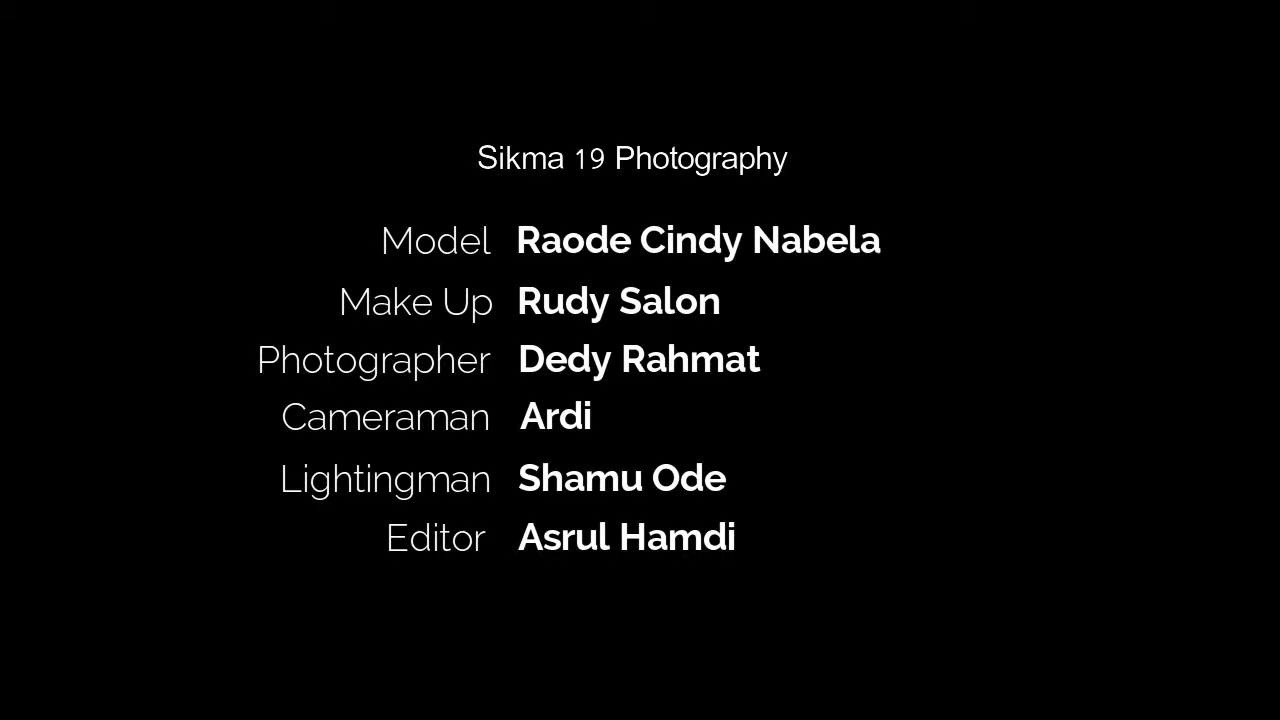 Sikma 19 Photography
Model Raode Cindy Nabela
Make Up Rudy Salon
Photographer Dedy Rahmat
Cameraman Ardi
Lightingman Shamu Ode
Editor Asrul Hamdi